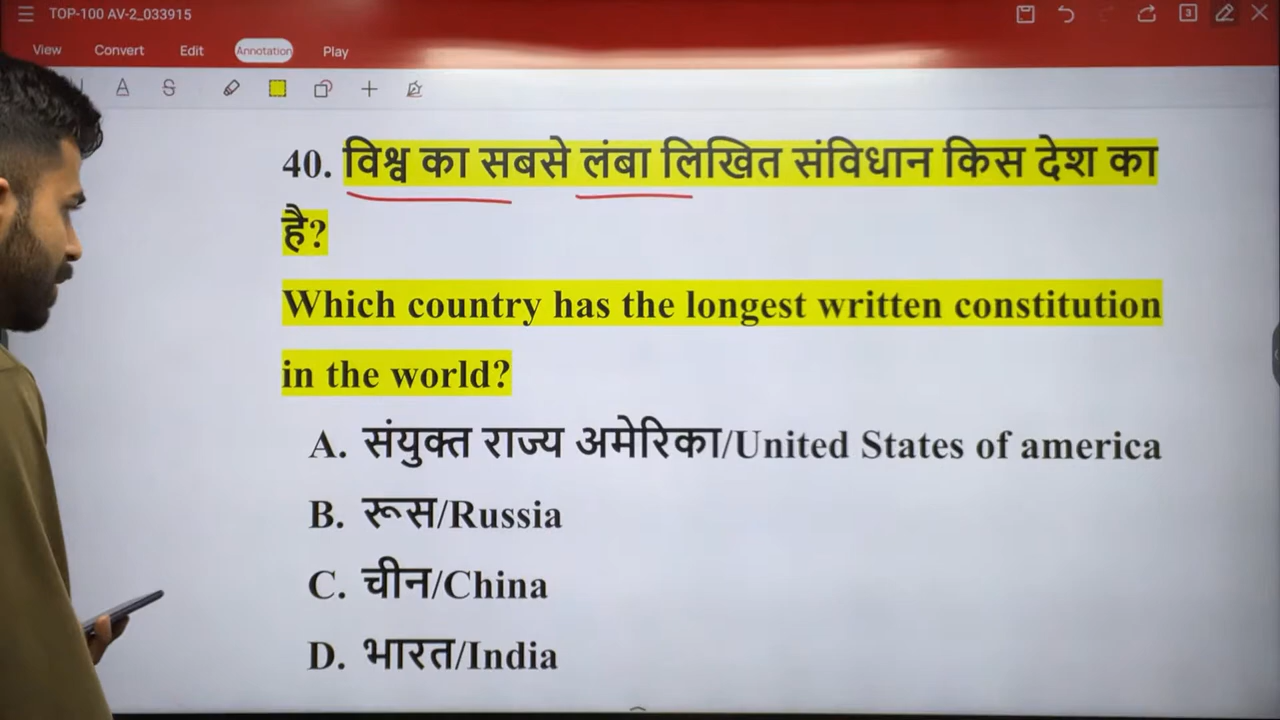 TOP-100 AV-2_033915
3
View Convert Edit Annotation Play
40. विश्व का सबसे लंबा लिखित संविधान किस देश का
है?
Which country has the longest written constitution
in the world?
A. संयुक्त राज्य अमेरिका/United States of america
B. रूस/Russia
C. चीन/China
D. भारत/India